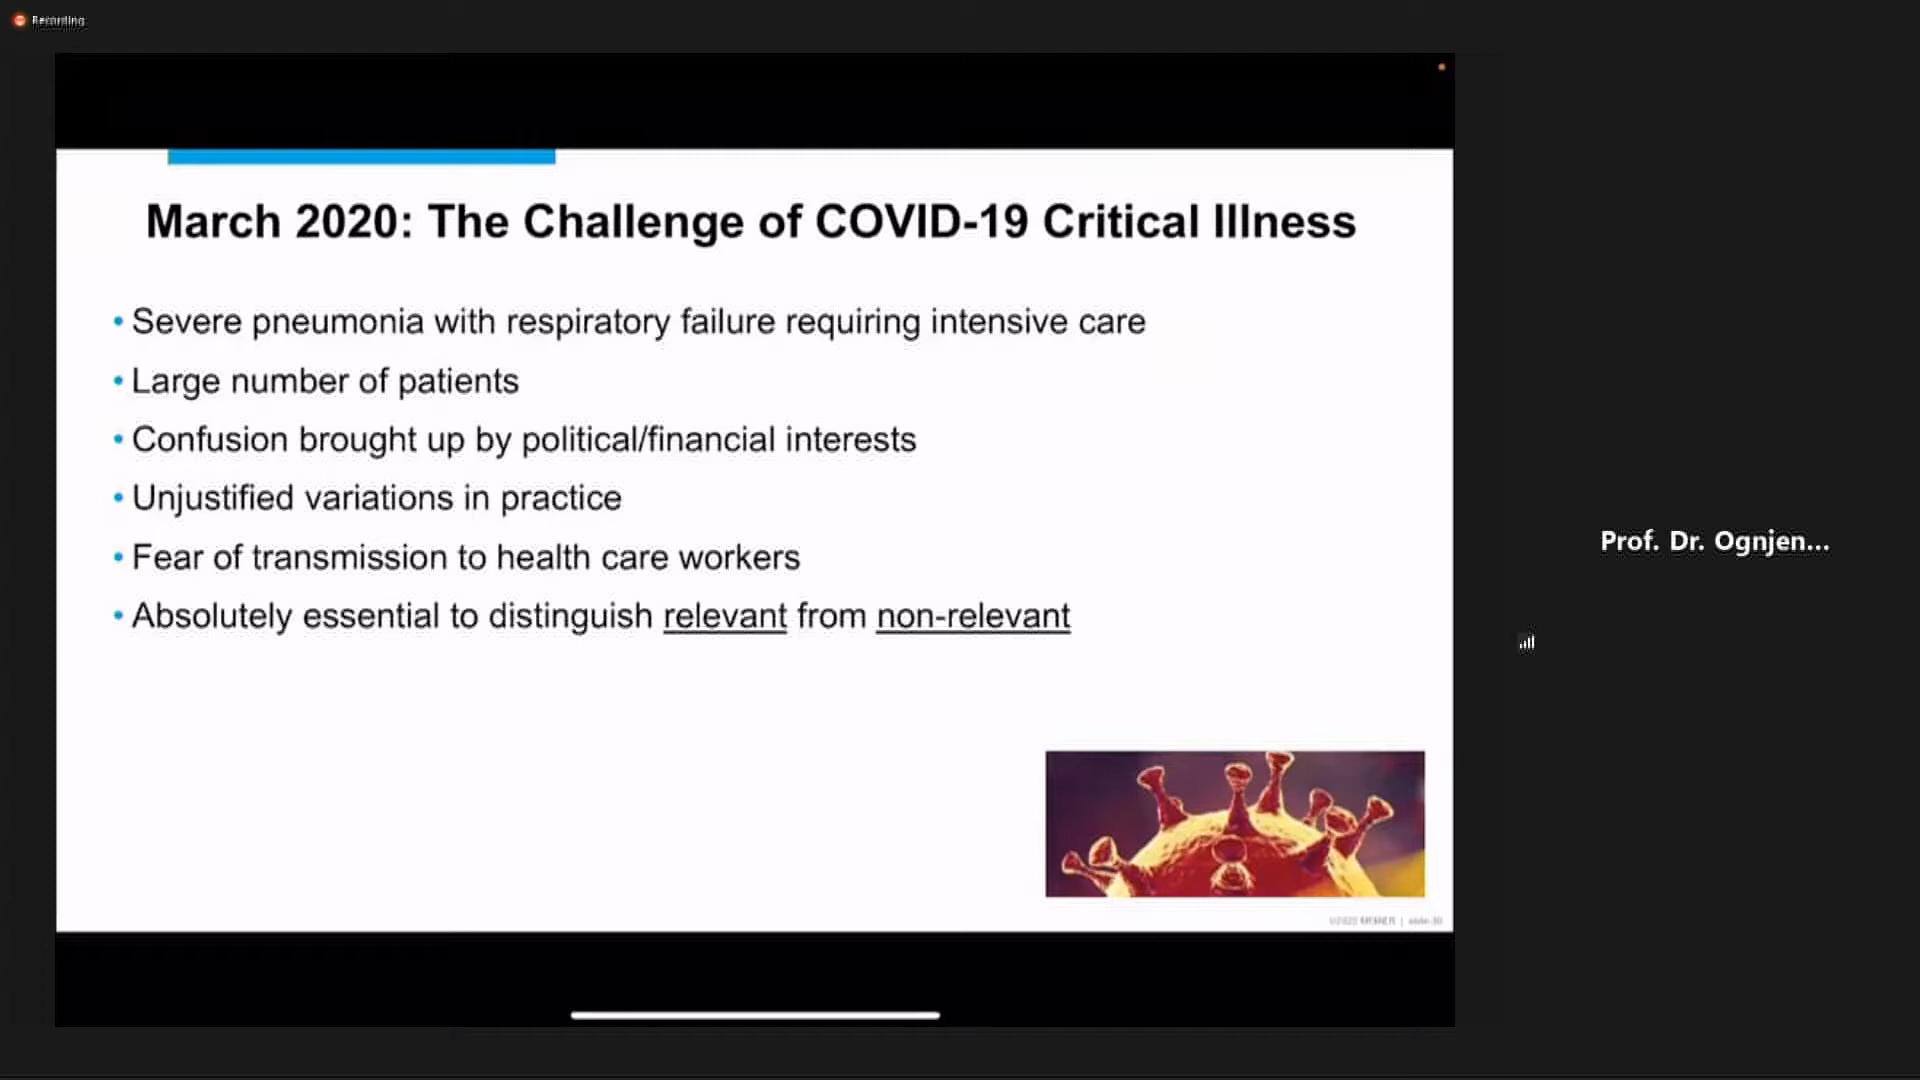 Recording
March 2020: The Challenge of COVID-19 Critical Illness
• Severe pneumonia with respiratory failure requiring intensive care
• Large number of patients
• Confusion brought up by political/financial interests
• Unjustified variations in practice
• Fear of transmission to health care workers
• Absolutely essential to distinguish relevant from non-relevant
Prof. Dr. Ognjen...